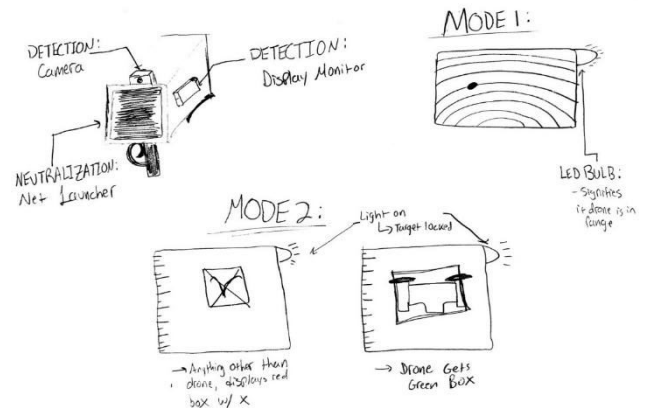 DETECTION:
Camera
DETECTION:
Display Monitor
NEUTRALIZATION:
Net Launcher
MODE 1:
LED BULB:
- Signifies
if drone is in
range
MODE 2:
Light on
↳ Target locked
→ Anything other than
drone, displays red
box w/ X
→ Drone Gets
Green Box